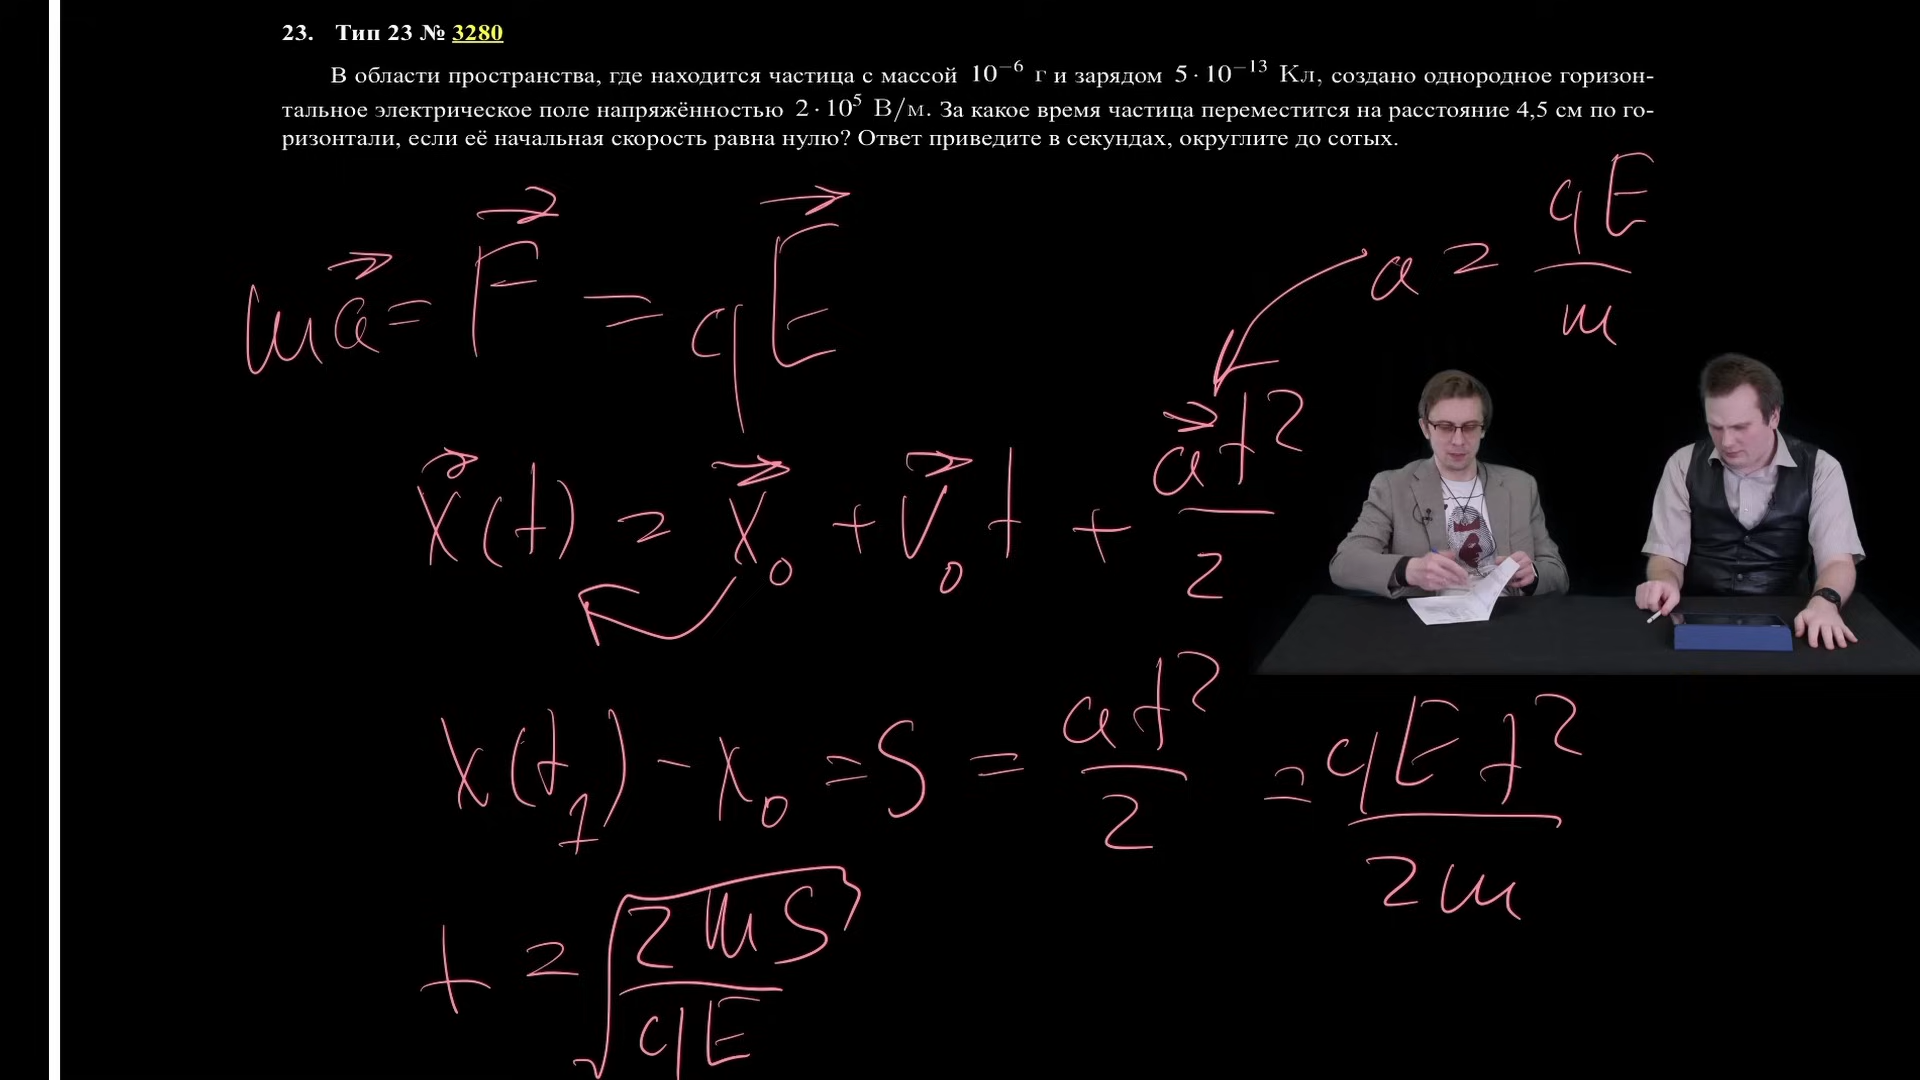 23. Тип 23 № 3280
В области пространства, где находится частица с массой 10⁻⁶ г и зарядом 5 · 10⁻¹³ Кл, создано однородное горизон-
тальное электрическое поле напряжённостью 2 · 10⁵ В/м. За какое время частица переместится на расстояние 4,5 см по го-
ризонтали, если её начальная скорость равна нулю? Ответ приведите в секундах, округлите до сотых.
ma⃗ = F⃗ = qE⃗
a = qE/m
x⃗(t) = x⃗₀ + v⃗₀t + a⃗t²/2
x(t₁) - x₀ = S = at²/2 = qEt²/2m
t = √(2mS/qE)